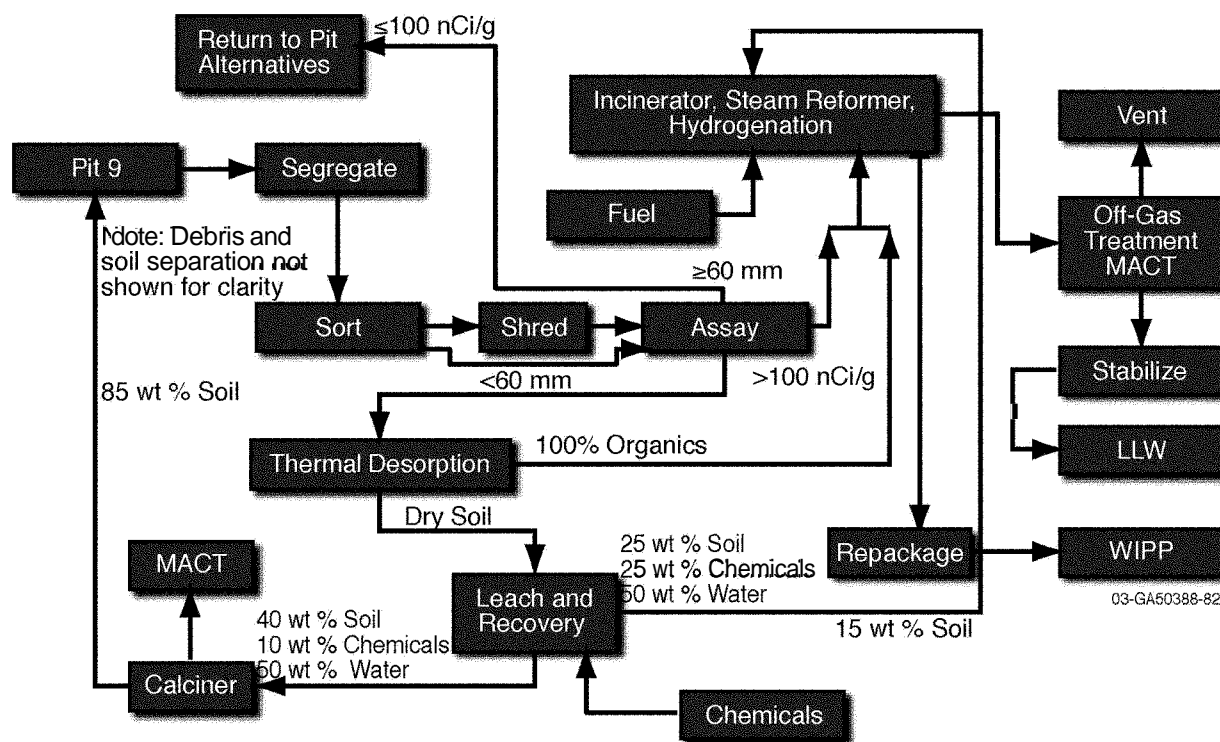 ≤100 nCi/g
Return to Pit
Alternatives
Incinerator, Steam Reformer,
Hydrogenation
Vent
Pit 9
Segregate
Fuel
Off-Gas
Treatment
MACT
Note: Debris and
soil separation not
shown for clarity
≥60 mm
Sort
Shred
Assay
<60 mm
>100 nCi/g
Stabilize
85 wt % Soil
100% Organics
Thermal Desorption
LLW
Dry Soil
25 wt % Soil
25 wt % Chemicals
50 wt % Water
Repackage
WIPP
MACT
Leach and
Recovery
03-GA50388-82
40 wt % Soil
10 wt % Chemicals
50 wt % Water
15 wt % Soil
Calciner
Chemicals